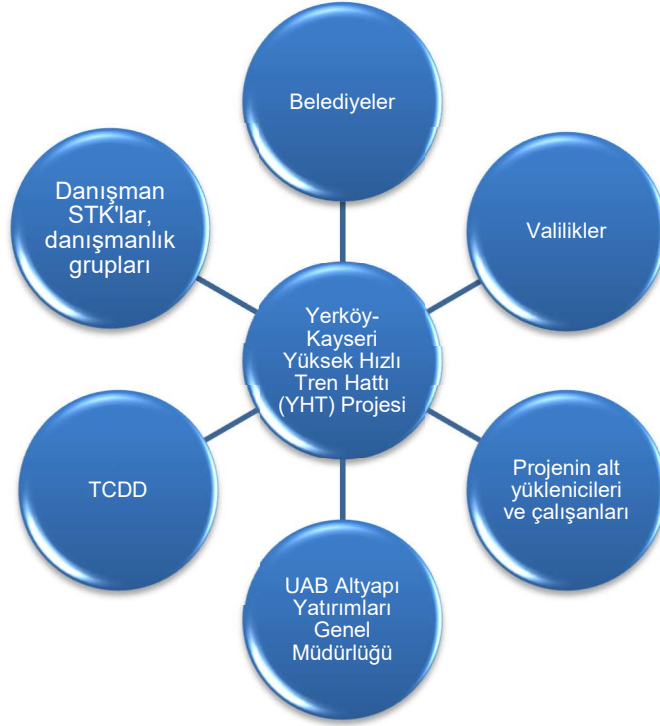 Belediyeler
Danışman
STK'lar,
danışmanlık
grupları
Valilikler
Yerköy-
Kayseri
Yüksek Hızlı
Tren Hattı
(YHT) Projesi
TCDD
Projenin alt
yüklenicileri
ve çalışanları
UAB Altyapı
Yatırımları
Genel
Müdürlüğü